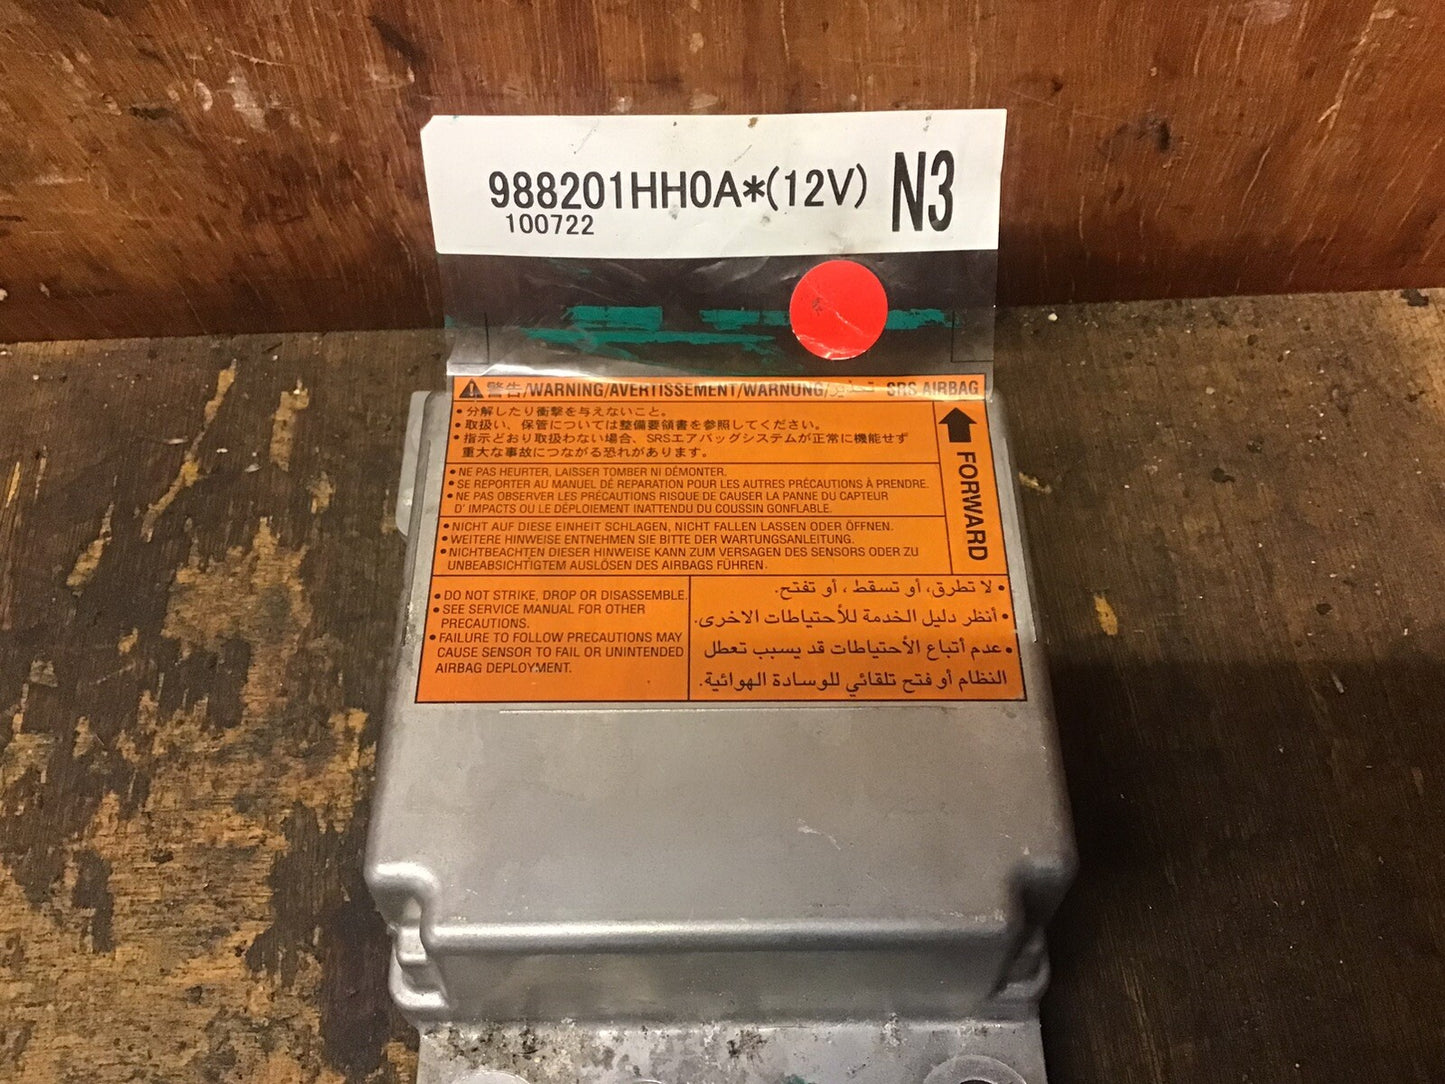 988201HH0A*(12V) N3
100722
警告/WARNING/AVERTISSEMENT/WARNUNG/تحذير SRS AIRBAG
•分解したり衝撃を与えないこと。
•取扱い、保管については整備要領書を参照してください。
•指示どおり取扱わない場合、SRSエアバッグシステムが正常に機能せず
重大な事故につながる恐れがあります。
FORWARD
•NE PAS HEURTER, LAISSER TOMBER NI DÉMONTER.
•SE REPORTER AU MANUEL DE REPARATION POUR LES AUTRES PRÉCAUTIONS À PRENDRE.
•NE PAS OBSERVER LES PRÉCAUTIONS RISQUE DE CAUSER LA PANNE DU CAPTEUR
D' IMPACTS OU LE DÉPLOIEMENT INATTENDU DU COUSSIN GONFLABLE.
•NICHT AUF DIESE EINHEIT SCHLAGEN, NICHT FALLEN LASSEN ODER ÖFFNEN.
•WEITERE HINWEISE ENTNEHMEN SIE BITTE DER WARTUNGSANLEITUNG.
•NICHTBEACHTEN DIESER HINWEISE KANN ZUM VERSAGEN DES SENSORS ODER ZU
UNBEABSICHTIGTEM AUSLÖSEN DES AIRBAGS FÜHREN.
•DO NOT STRIKE, DROP OR DISASSEMBLE.
•SEE SERVICE MANUAL FOR OTHER
PRECAUTIONS.
•FAILURE TO FOLLOW PRECAUTIONS MAY
CAUSE SENSOR TO FAIL OR UNINTENDED
AIRBAG DEPLOYMENT.
• لا تطرق، أو تسقط ، أو تفتح.
• أنظر دليل الخدمة للأحتياطات الاخرى.
• عدم أتباع الأحتياطات قد يسبب تعطل
النظام أو فتح تلقائي للوسادة الهوائية.